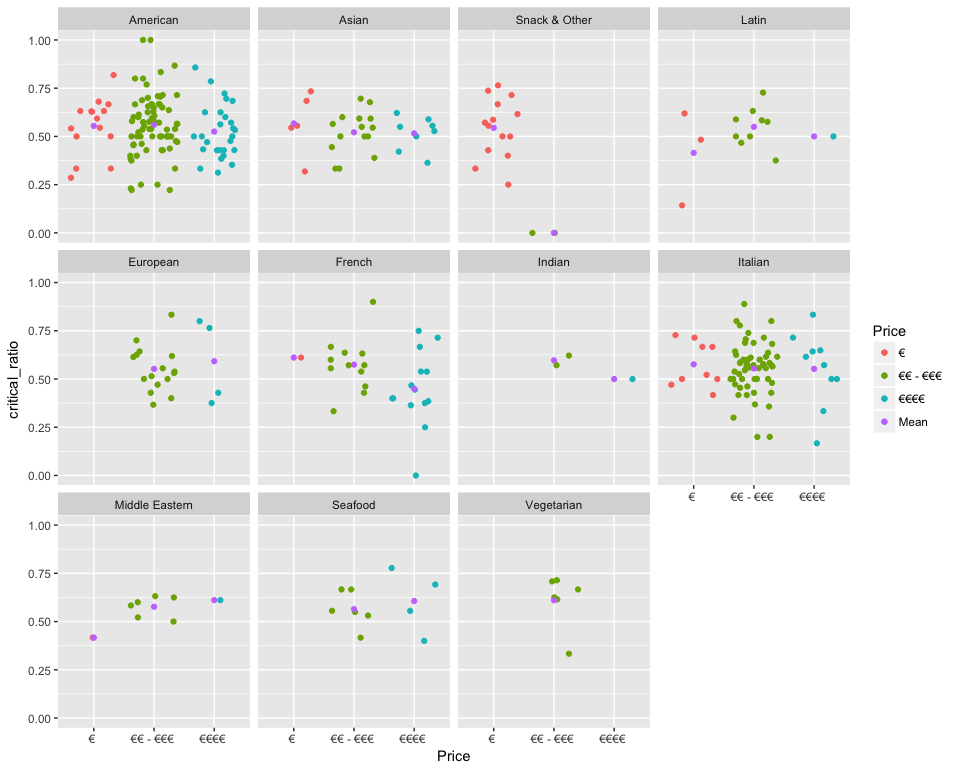 American Asian Snack & Other Latin
1.00
0.75
0.50
0.25
0.00
European French Indian Italian
1.00
0.75
0.50
0.25
0.00
€ €€ - €€€ €€€€
Middle Eastern Seafood Vegetarian
1.00
0.75
0.50
0.25
0.00
€ €€ - €€€ €€€€ € €€ - €€€ €€€€ € €€ - €€€ €€€€
Price
critical_ratio
Price
€
€€ - €€€
€€€€
Mean